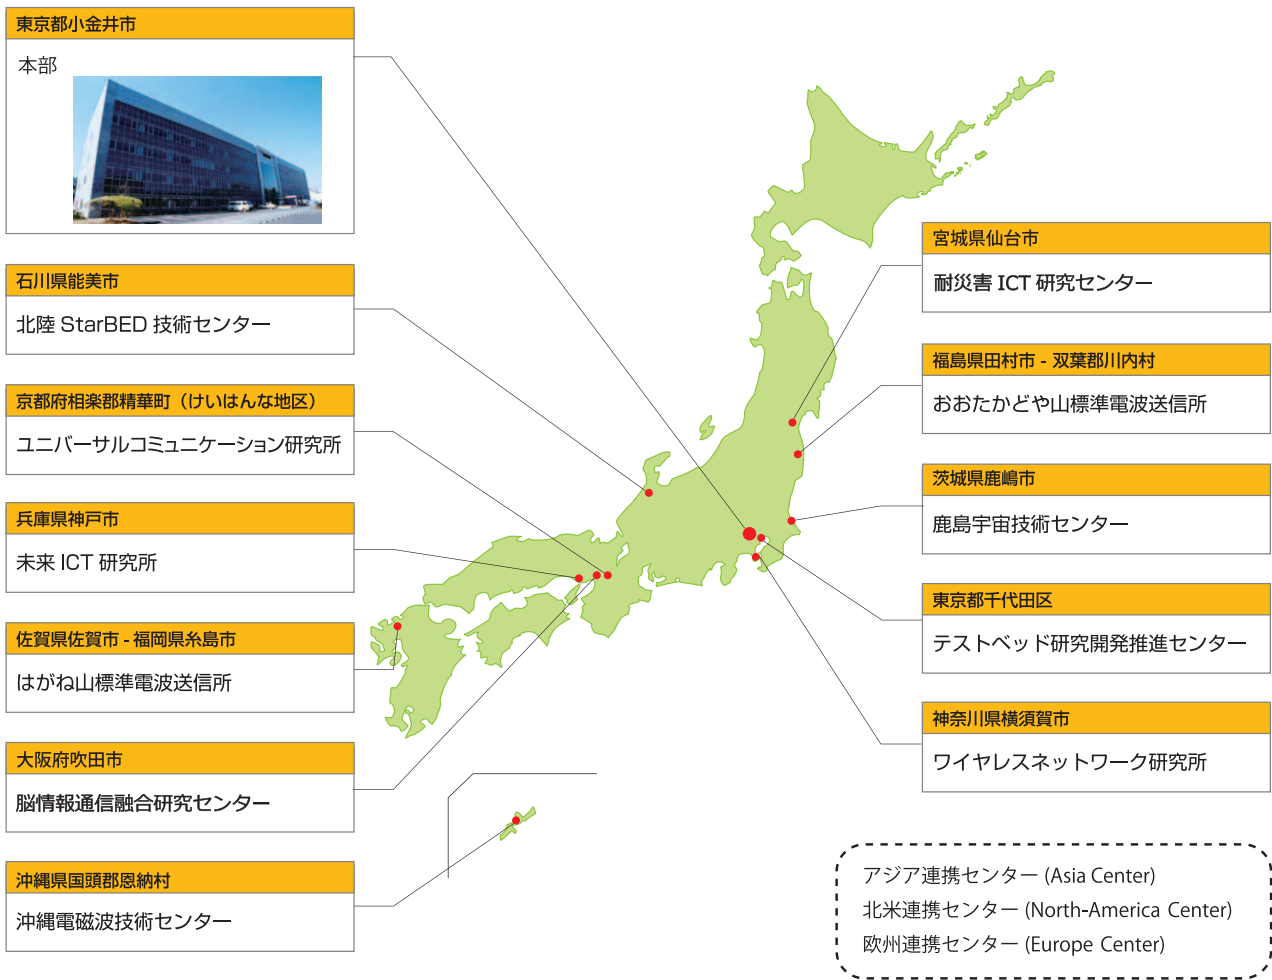 東京都小金井市
本部
石川県能美市
北陸 StarBED 技術センター
京都府相楽郡精華町（けいはんな地区）
ユニバーサルコミュニケーション研究所
兵庫県神戸市
未来 ICT 研究所
佐賀県佐賀市 - 福岡県糸島市
はがね山標準電波送信所
大阪府吹田市
脳情報通信融合研究センター
沖縄県国頭郡恩納村
沖縄電磁波技術センター
宮城県仙台市
耐災害 ICT 研究センター
福島県田村市 - 双葉郡川内村
おおたかどや山標準電波送信所
茨城県鹿嶋市
鹿島宇宙技術センター
東京都千代田区
テストベッド研究開発推進センター
神奈川県横須賀市
ワイヤレスネットワーク研究所
アジア連携センター (Asia Center)
北米連携センター (North-America Center)
欧州連携センター (Europe Center)